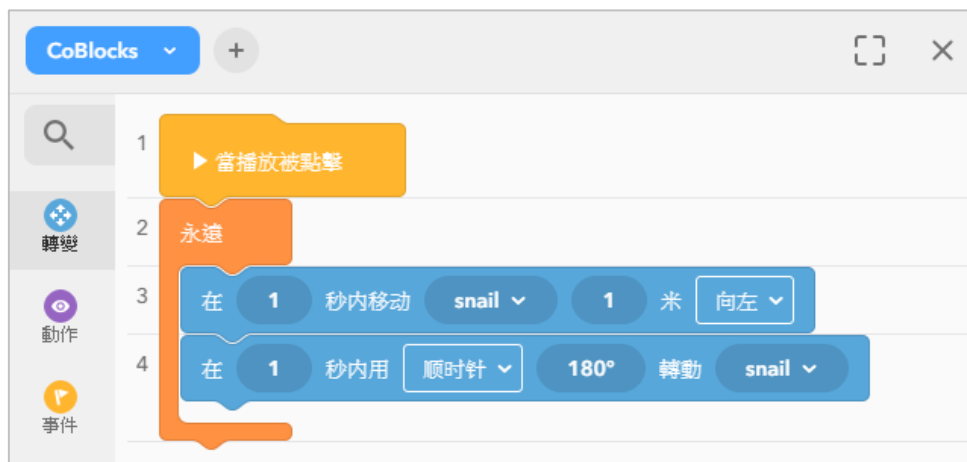 CoBlocks +
1 當播放被點擊
2 永遠
轉變
3 在 1 秒内移动 snail 1 米 向左
動作
4 在 1 秒内用 顺时针 180° 轉動 snail
事件